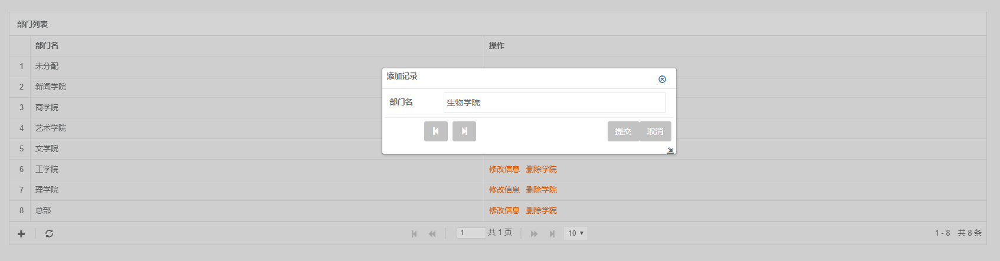 部门列表
部门名 操作
1 未分配
添加记录
2 新闻学院
部门名 生物学院
3 商学院
4 艺术学院
提交 取消
5 文学院
6 工学院 修改信息 删除学院
7 理学院 修改信息 删除学院
8 总部 修改信息 删除学院
1 共 1 页 10 1 - 8 共 8 条